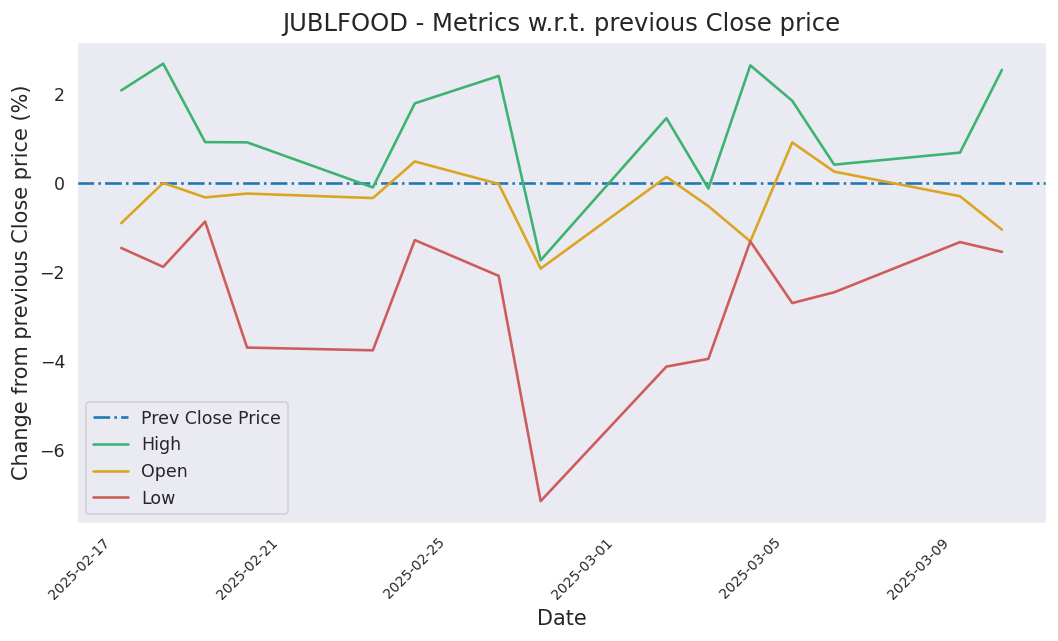 JUBLFOOD - Metrics w.r.t. previous Close price
Change from previous Close price (%)
2
0
−2
−4
−6
Prev Close Price
High
Open
Low
2025-02-17
2025-02-21
2025-02-25
2025-03-01
2025-03-05
2025-03-09
Date